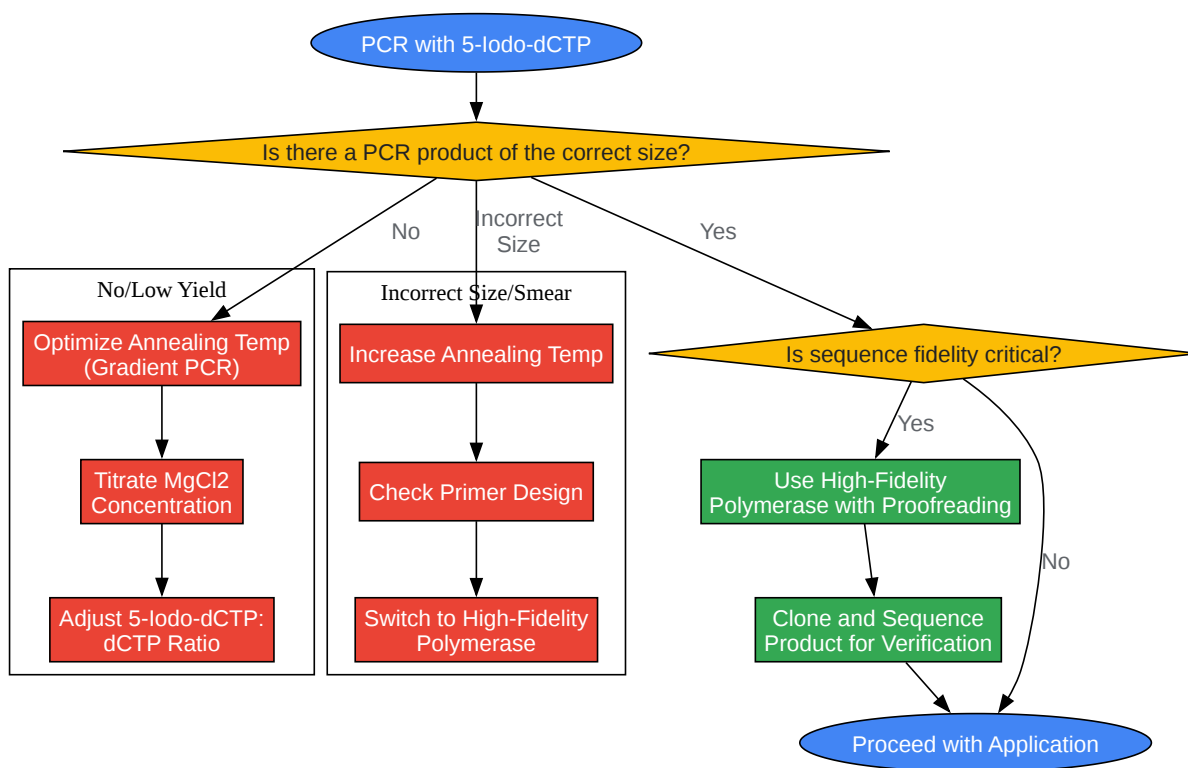 PCR with 5-Iodo-dCTP
Is there a PCR product of the correct size?
No
Incorrect
Size
Yes
No/Low Yield
Optimize Annealing Temp
(Gradient PCR)
Titrate MgCl2
Concentration
Adjust 5-Iodo-dCTP:
dCTP Ratio
Incorrect Size/Smear
Increase Annealing Temp
Check Primer Design
Switch to High-Fidelity
Polymerase
Is sequence fidelity critical?
Yes
No
Use High-Fidelity
Polymerase with Proofreading
Clone and Sequence
Product for Verification
Proceed with Application